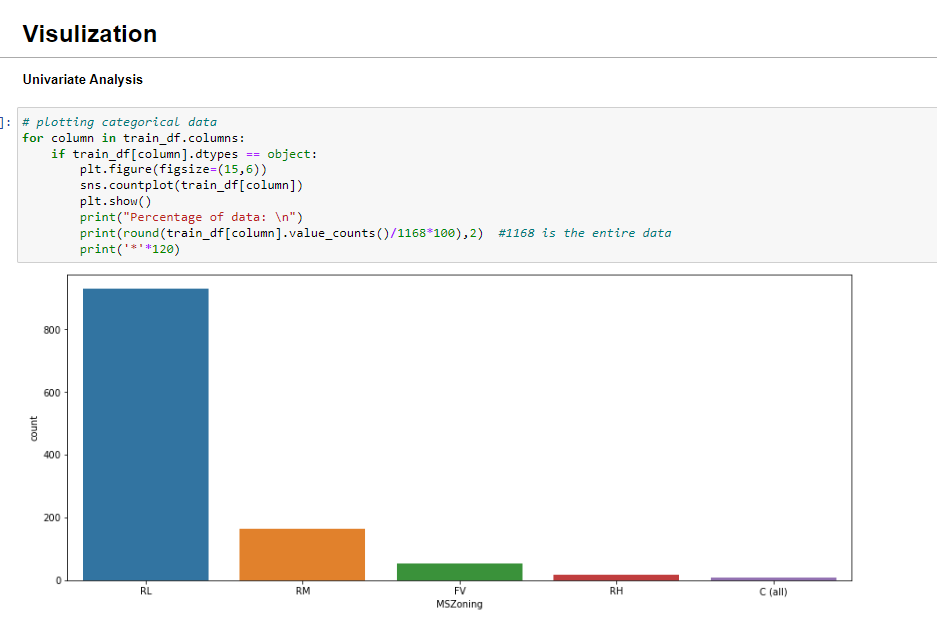 Visulization
Univariate Analysis
]: # plotting categorical data
for column in train_df.columns:
    if train_df[column].dtypes == object:
        plt.figure(figsize=(15,6))
        sns.countplot(train_df[column])
        plt.show()
        print("Percentage of data: \n")
        print(round(train_df[column].value_counts()/1168*100),2)  #1168 is the entire data
        print('*'*120)
800
600
400
200
0
count
RL RM FV RH C (all)
MSZoning